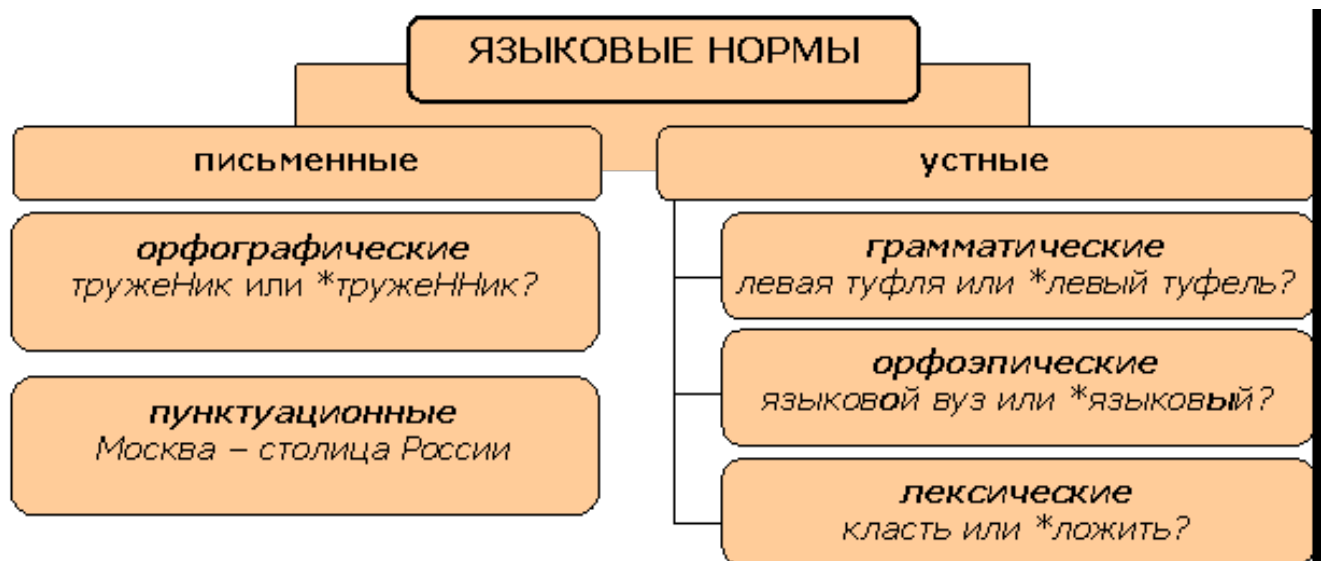 ЯЗЫКОВЫЕ НОРМЫ
письменные
орфографические
тружеНик или *тружеННик?
пунктуационные
Москва – столица России
устные
грамматические
левая туфля или *левый туфель?
орфоэпические
языковой вуз или *языковый?
лексические
класть или *ложить?